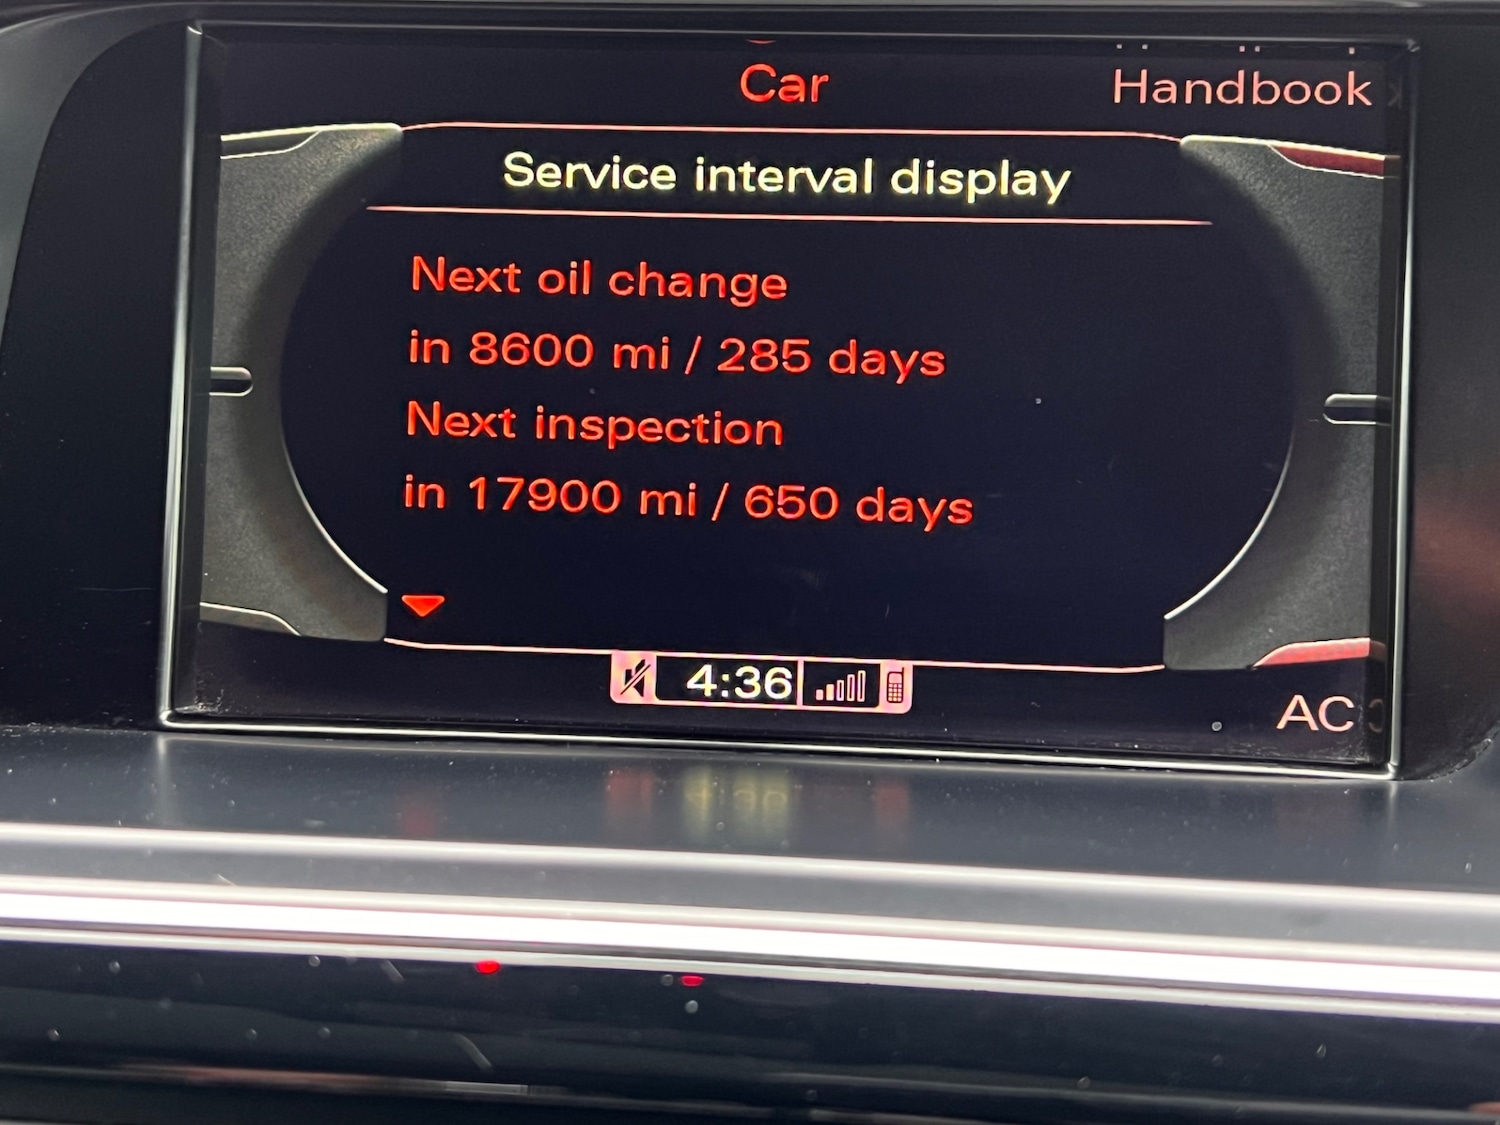 Car
Handbook
Service interval display
Next oil change
in 8600 mi / 285 days
Next inspection
in 17900 mi / 650 days
4:36
AC